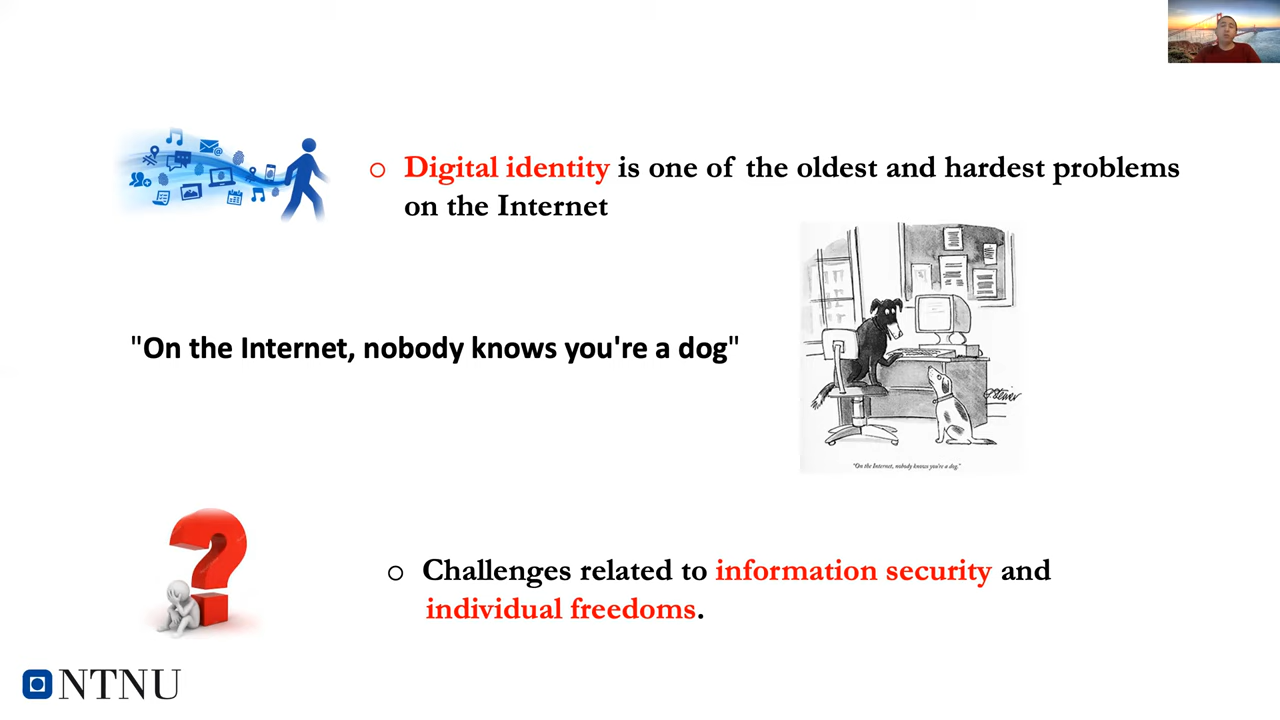 Digital identity is one of the oldest and hardest problems
on the Internet
"On the Internet, nobody knows you're a dog"
P. Steiner
"On the Internet, nobody knows you're a dog."
Challenges related to information security and
individual freedoms.
NTNU